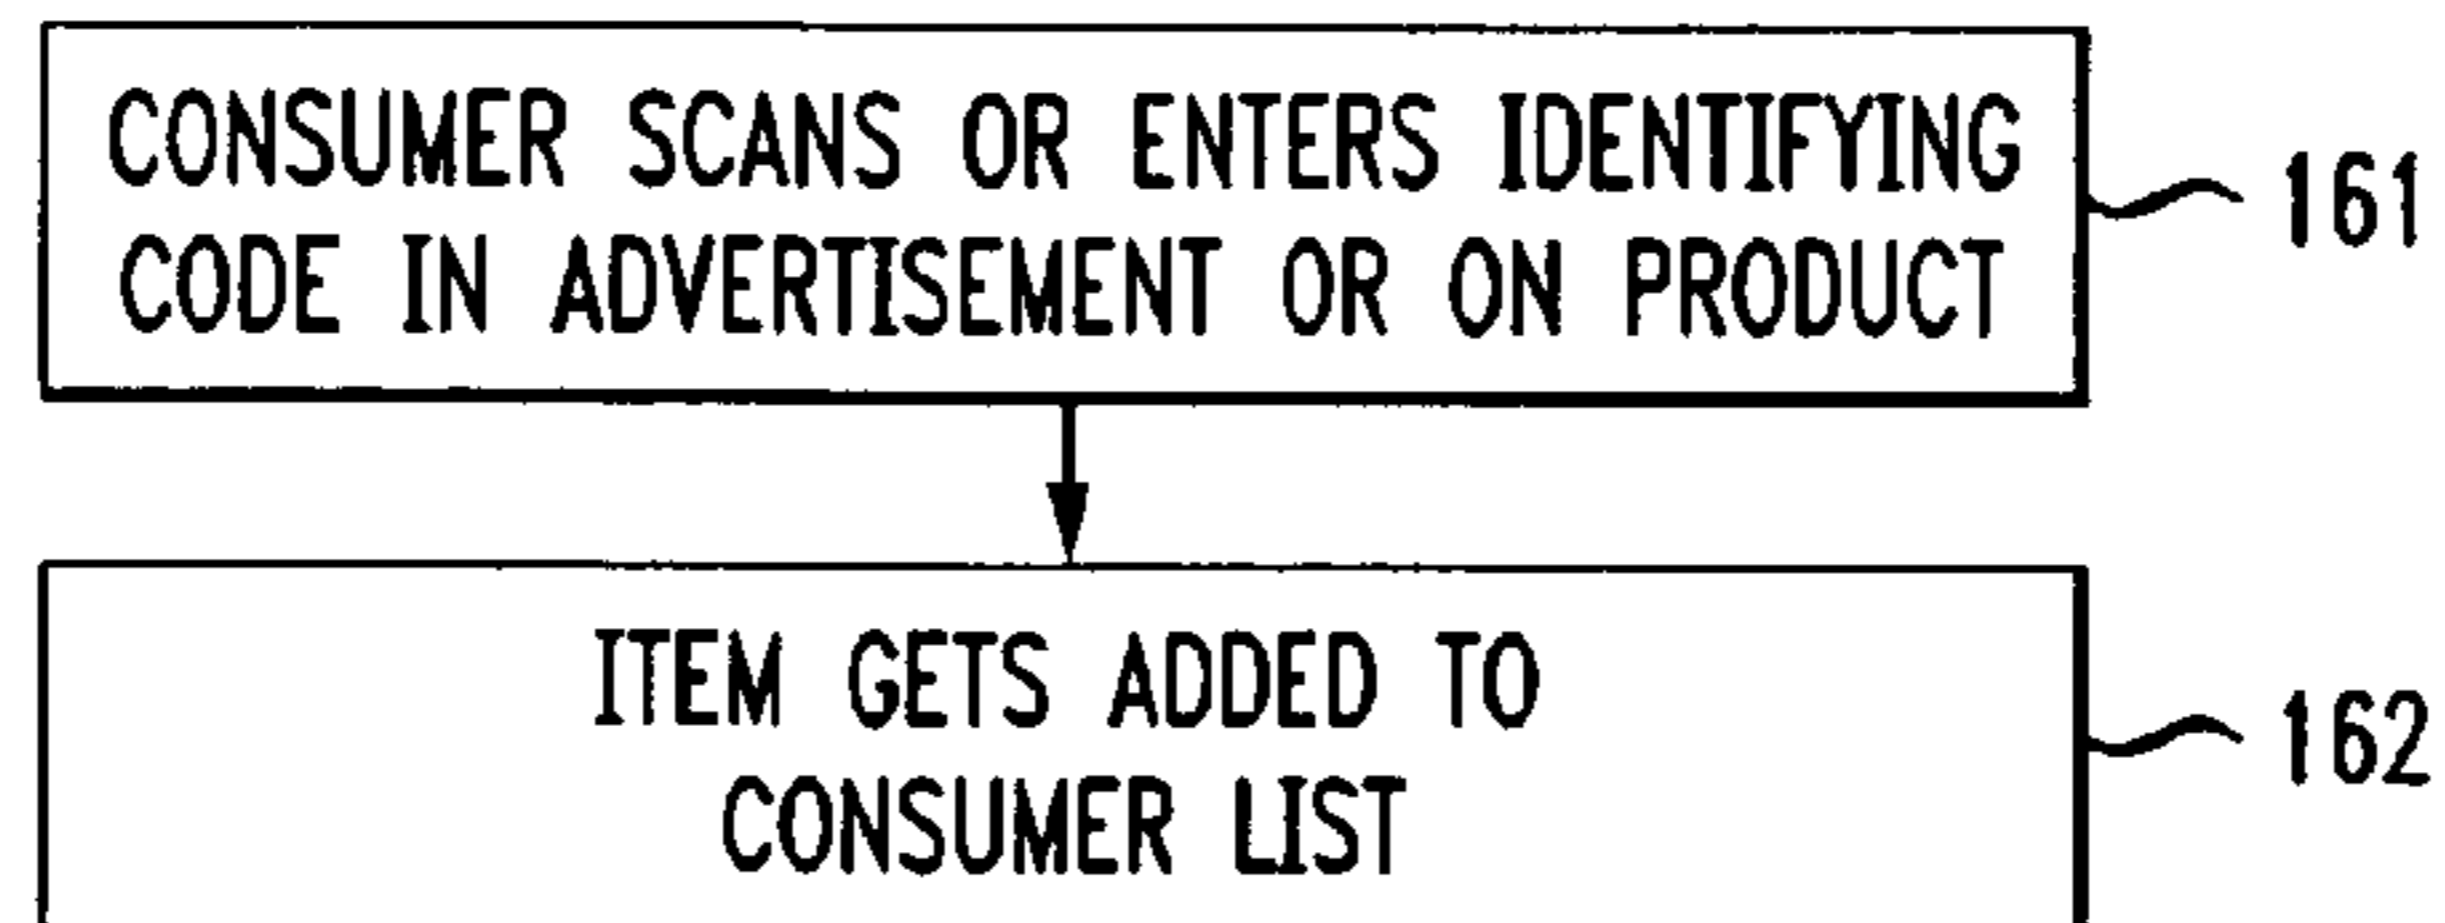 CONSUMER SCANS OR ENTERS IDENTIFYING
CODE IN ADVERTISEMENT OR ON PRODUCT
161
ITEM GETS ADDED TO
CONSUMER LIST
162